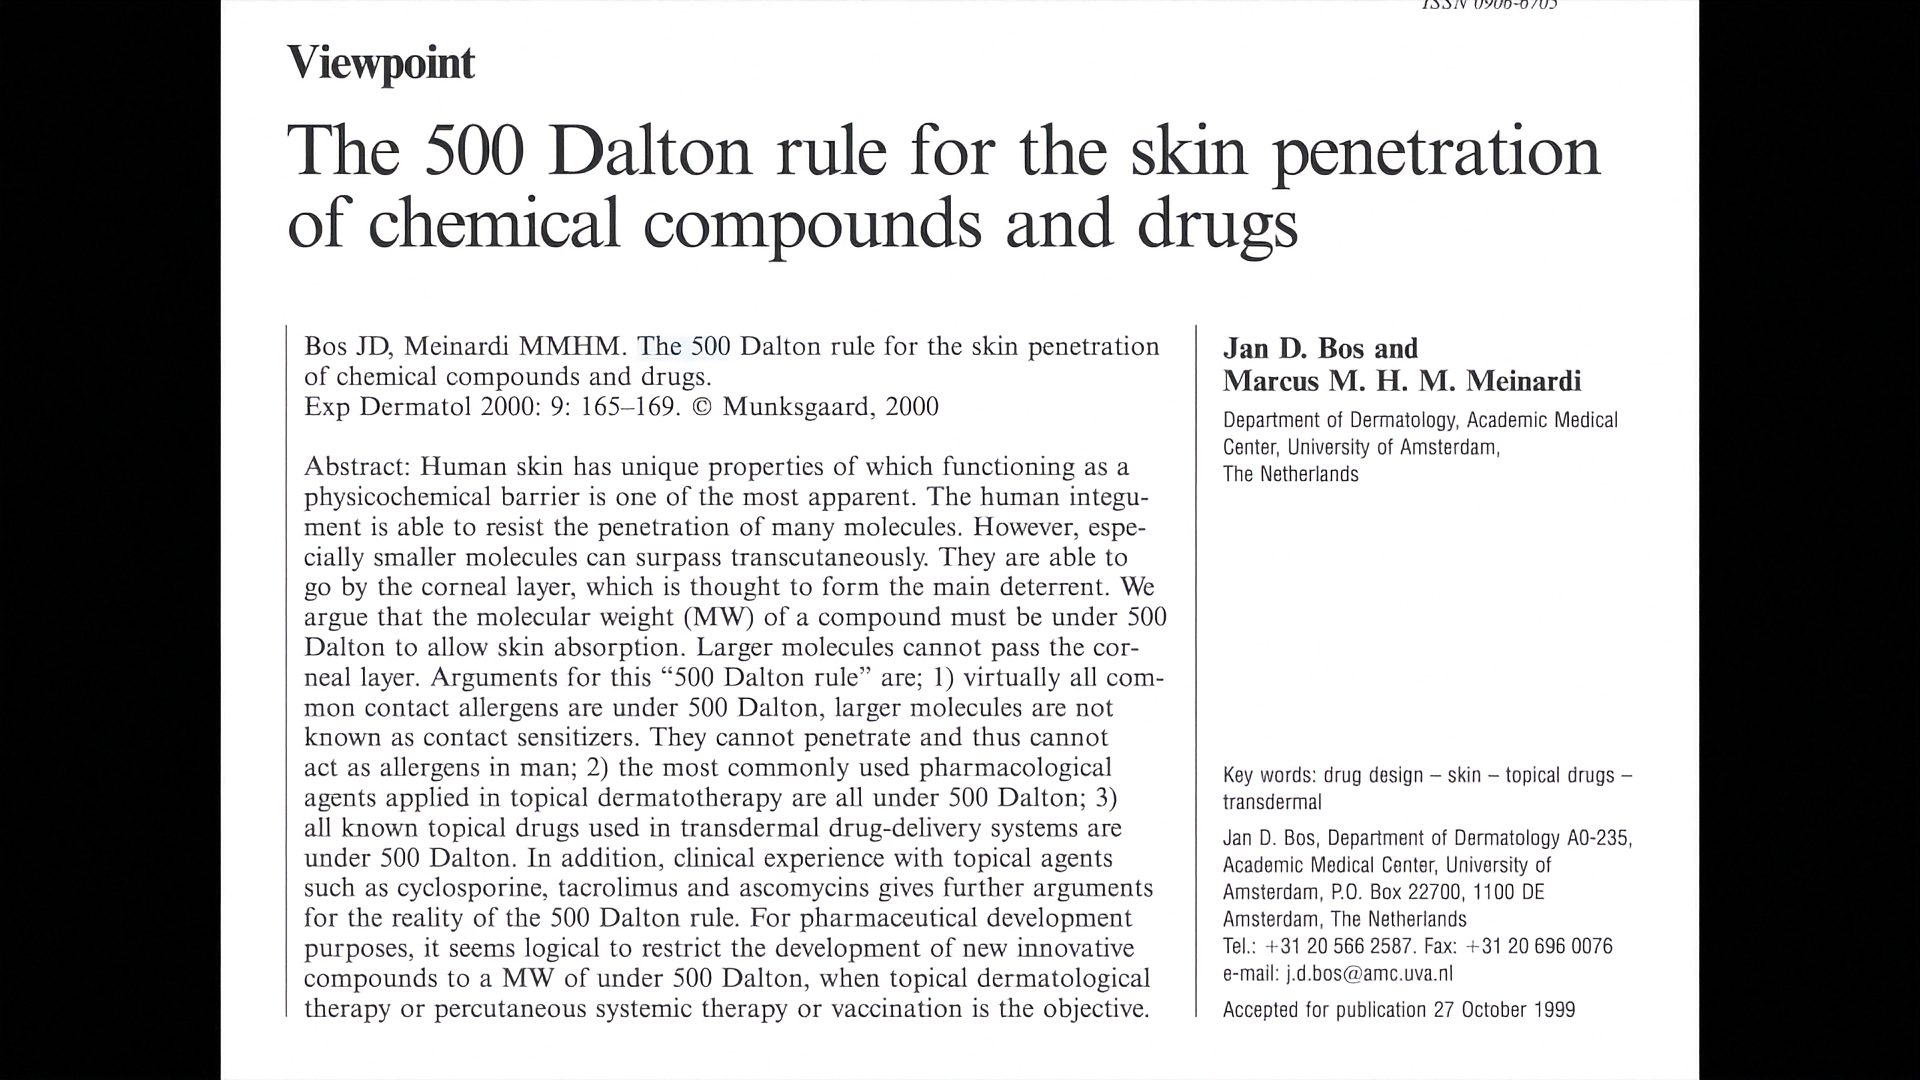 ISSN 0906-6705
Viewpoint
The 500 Dalton rule for the skin penetration
of chemical compounds and drugs
Bos JD, Meinardi MMHM. The 500 Dalton rule for the skin penetration
of chemical compounds and drugs.
Exp Dermatol 2000: 9: 165–169. © Munksgaard, 2000
Abstract: Human skin has unique properties of which functioning as a
physicochemical barrier is one of the most apparent. The human integu-
ment is able to resist the penetration of many molecules. However, espe-
cially smaller molecules can surpass transcutaneously. They are able to
go by the corneal layer, which is thought to form the main deterrent. We
argue that the molecular weight (MW) of a compound must be under 500
Dalton to allow skin absorption. Larger molecules cannot pass the cor-
neal layer. Arguments for this “500 Dalton rule” are; 1) virtually all com-
mon contact allergens are under 500 Dalton, larger molecules are not
known as contact sensitizers. They cannot penetrate and thus cannot
act as allergens in man; 2) the most commonly used pharmacological
agents applied in topical dermatotherapy are all under 500 Dalton; 3)
all known topical drugs used in transdermal drug-delivery systems are
under 500 Dalton. In addition, clinical experience with topical agents
such as cyclosporine, tacrolimus and ascomycins gives further arguments
for the reality of the 500 Dalton rule. For pharmaceutical development
purposes, it seems logical to restrict the development of new innovative
compounds to a MW of under 500 Dalton, when topical dermatological
therapy or percutaneous systemic therapy or vaccination is the objective.
Jan D. Bos and
Marcus M. H. M. Meinardi
Department of Dermatology, Academic Medical
Center, University of Amsterdam,
The Netherlands
Key words: drug design – skin – topical drugs –
transdermal
Jan D. Bos, Department of Dermatology A0-235,
Academic Medical Center, University of
Amsterdam, P.O. Box 22700, 1100 DE
Amsterdam, The Netherlands
Tel.: +31 20 566 2587. Fax: +31 20 696 0076
e-mail: j.d.bos@amc.uva.nl
Accepted for publication 27 October 1999